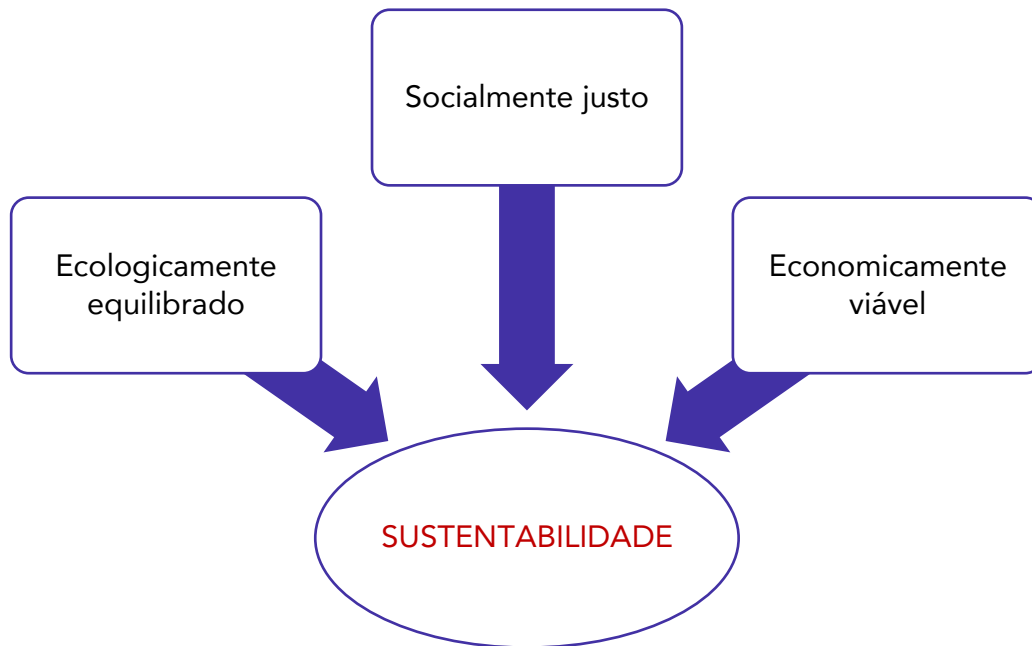 Socialmente justo
Ecologicamente
equilibrado
Economicamente
viável
SUSTENTABILIDADE